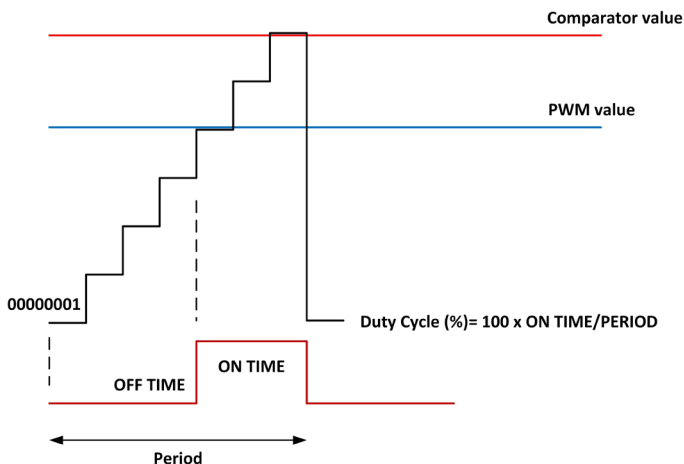 Comparator value
PWM value
00000001
Duty Cycle (%)= 100 x ON TIME/PERIOD
ON TIME
OFF TIME
Period